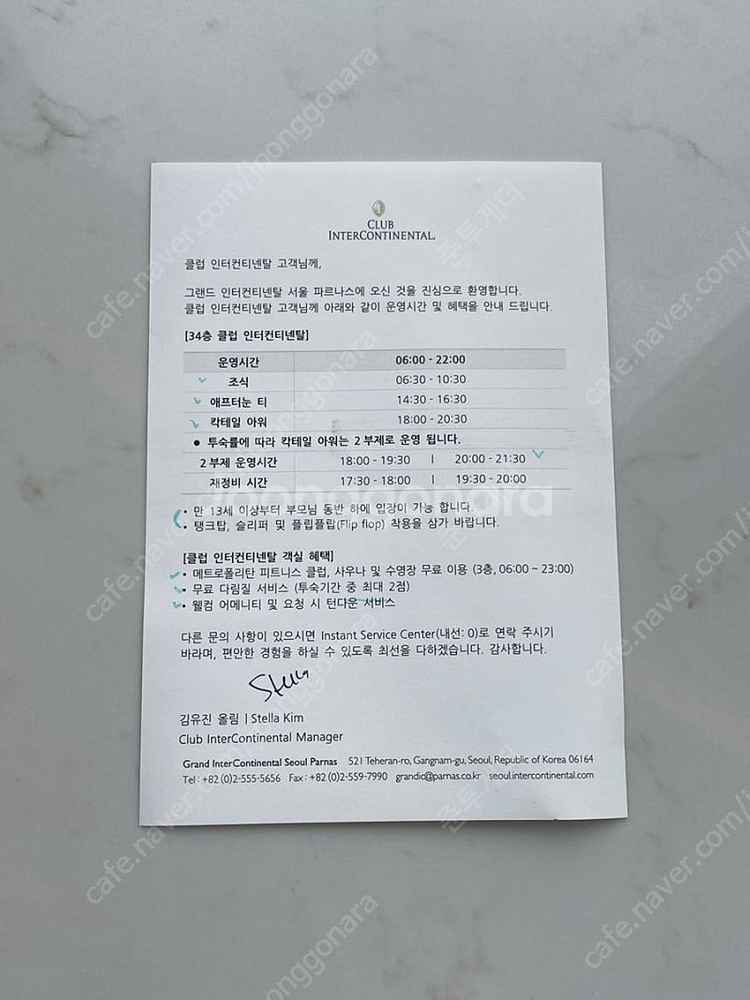 CLUB
INTERCONTINENTAL.
클럽 인터컨티넨탈 고객님께,
그랜드 인터컨티넨탈 서울 파르나스에 오신 것을 진심으로 환영합니다.
클럽 인터컨티넨탈 고객님께 아래와 같이 운영시간 및 혜택을 안내 드립니다.
[34층 클럽 인터컨티넨탈]
운영시간 06:00 - 22:00
조식 06:30 - 10:30
애프터눈 티 14:30 - 16:30
칵테일 아워 18:00 - 20:30
● 투숙률에 따라 칵테일 아워는 2부제로 운영 됩니다.
2부제 운영시간 18:00 - 19:30 | 20:00 - 21:30
재정비 시간 17:30 - 18:00 | 19:30 - 20:00
joonggonara
• 만 13세 이상부터 부모님 동반 하에 입장이 가능 합니다.
• 탱크탑, 슬리퍼 및 플립플랍(Flip flop) 착용을 삼가 바랍니다.
[클럽 인터컨티넨탈 객실 혜택]
• 메트로폴리탄 피트니스 클럽, 사우나 및 수영장 무료 이용 (3층, 06:00 ~ 23:00)
• 무료 다림질 서비스 (투숙기간 중 최대 2점)
• 웰컴 어메니티 및 요청 시 턴다운 서비스
다른 문의 사항이 있으시면 Instant Service Center(내선: 0)로 연락 주시기
바라며, 편안한 경험을 하실 수 있도록 최선을 다하겠습니다. 감사합니다.
Stella
김유진 올림 | Stella Kim
Club InterContinental Manager
Grand InterContinental Seoul Parnas 521 Teheran-ro, Gangnam-gu, Seoul, Republic of Korea 06164
Tel : +82 (0)2-555-5656 Fax : +82 (0)2-559-7990 grandic@parnas.co.kr seoul.intercontinental.com
cafe.naver.com/joonggonara